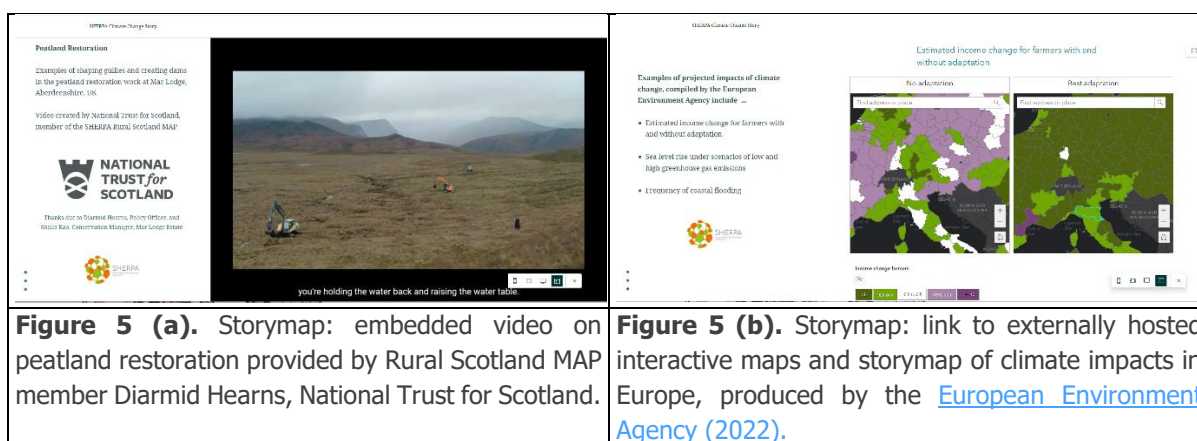 SHERPA Climate Change Story
Peatland Restoration
Examples of shaping gullies and creating dams
in the peatland restoration work at Mar Lodge,
Aberdeenshire, UK
Video created by National Trust for Scotland,
member of the SHERPA Rural Scotland MAP
NATIONAL
TRUST for
SCOTLAND
Thanks due to Diarmid Hearns, Policy Officer, and
Shaila Rao, Conservation Manager, Mar Lodge Estate
SHERPA
you're holding the water back and raising the water table.
SHERPA Climate Change Story
Estimated income change for farmers with and
without adaptation
Examples of projected impacts of climate
change, compiled by the European
Environment Agency include ...
• Estimated income change for farmers with
and without adaptation
• Sea level rise under scenarios of low and
high greenhouse gas emissions
• Frequency of coastal flooding
SHERPA
No adaptation
Best adaptation
Find address or place
Find address or place
Income change farmers
Figure 5 (a). Storymap: embedded video on
peatland restoration provided by Rural Scotland MAP
member Diarmid Hearns, National Trust for Scotland.
Figure 5 (b). Storymap: link to externally hosted
interactive maps and storymap of climate impacts in
Europe, produced by the European Environment
Agency (2022).